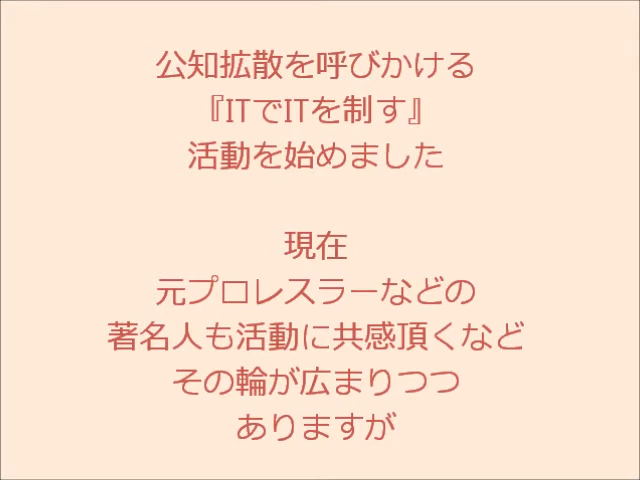 公知拡散を呼びかける
『ITでITを制す』
活動を始めました
現在
元プロレスラーなどの
著名人も活動に共感頂くなど
その輪が広まりつつ
ありますが